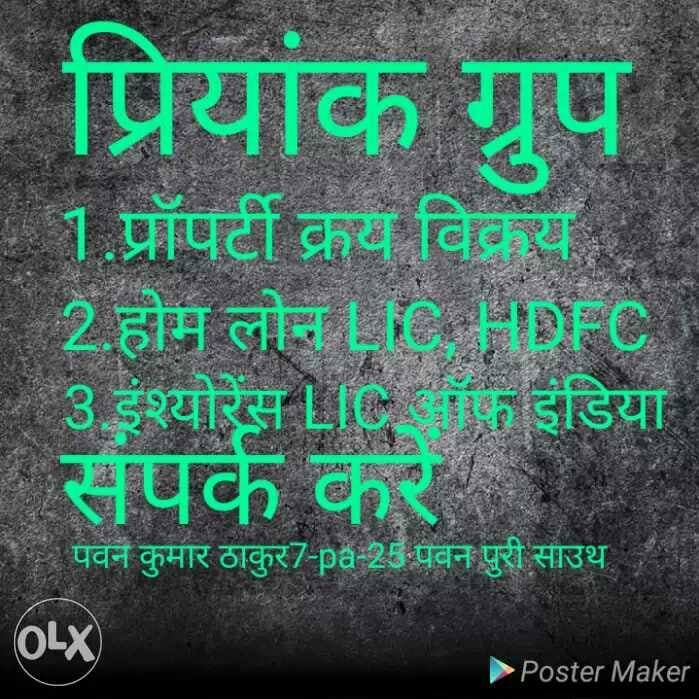 प्रियांक ग्रुप
1.प्रॉपर्टी क्रय विक्रय
2.होम लोन LIC, HDFC
3.इंश्योरेंस LIC ऑफ इंडिया
संपर्क करें
पवन कुमार ठाकुर7-pa-25 पवन पुरी साउथ
OLX
Poster Maker